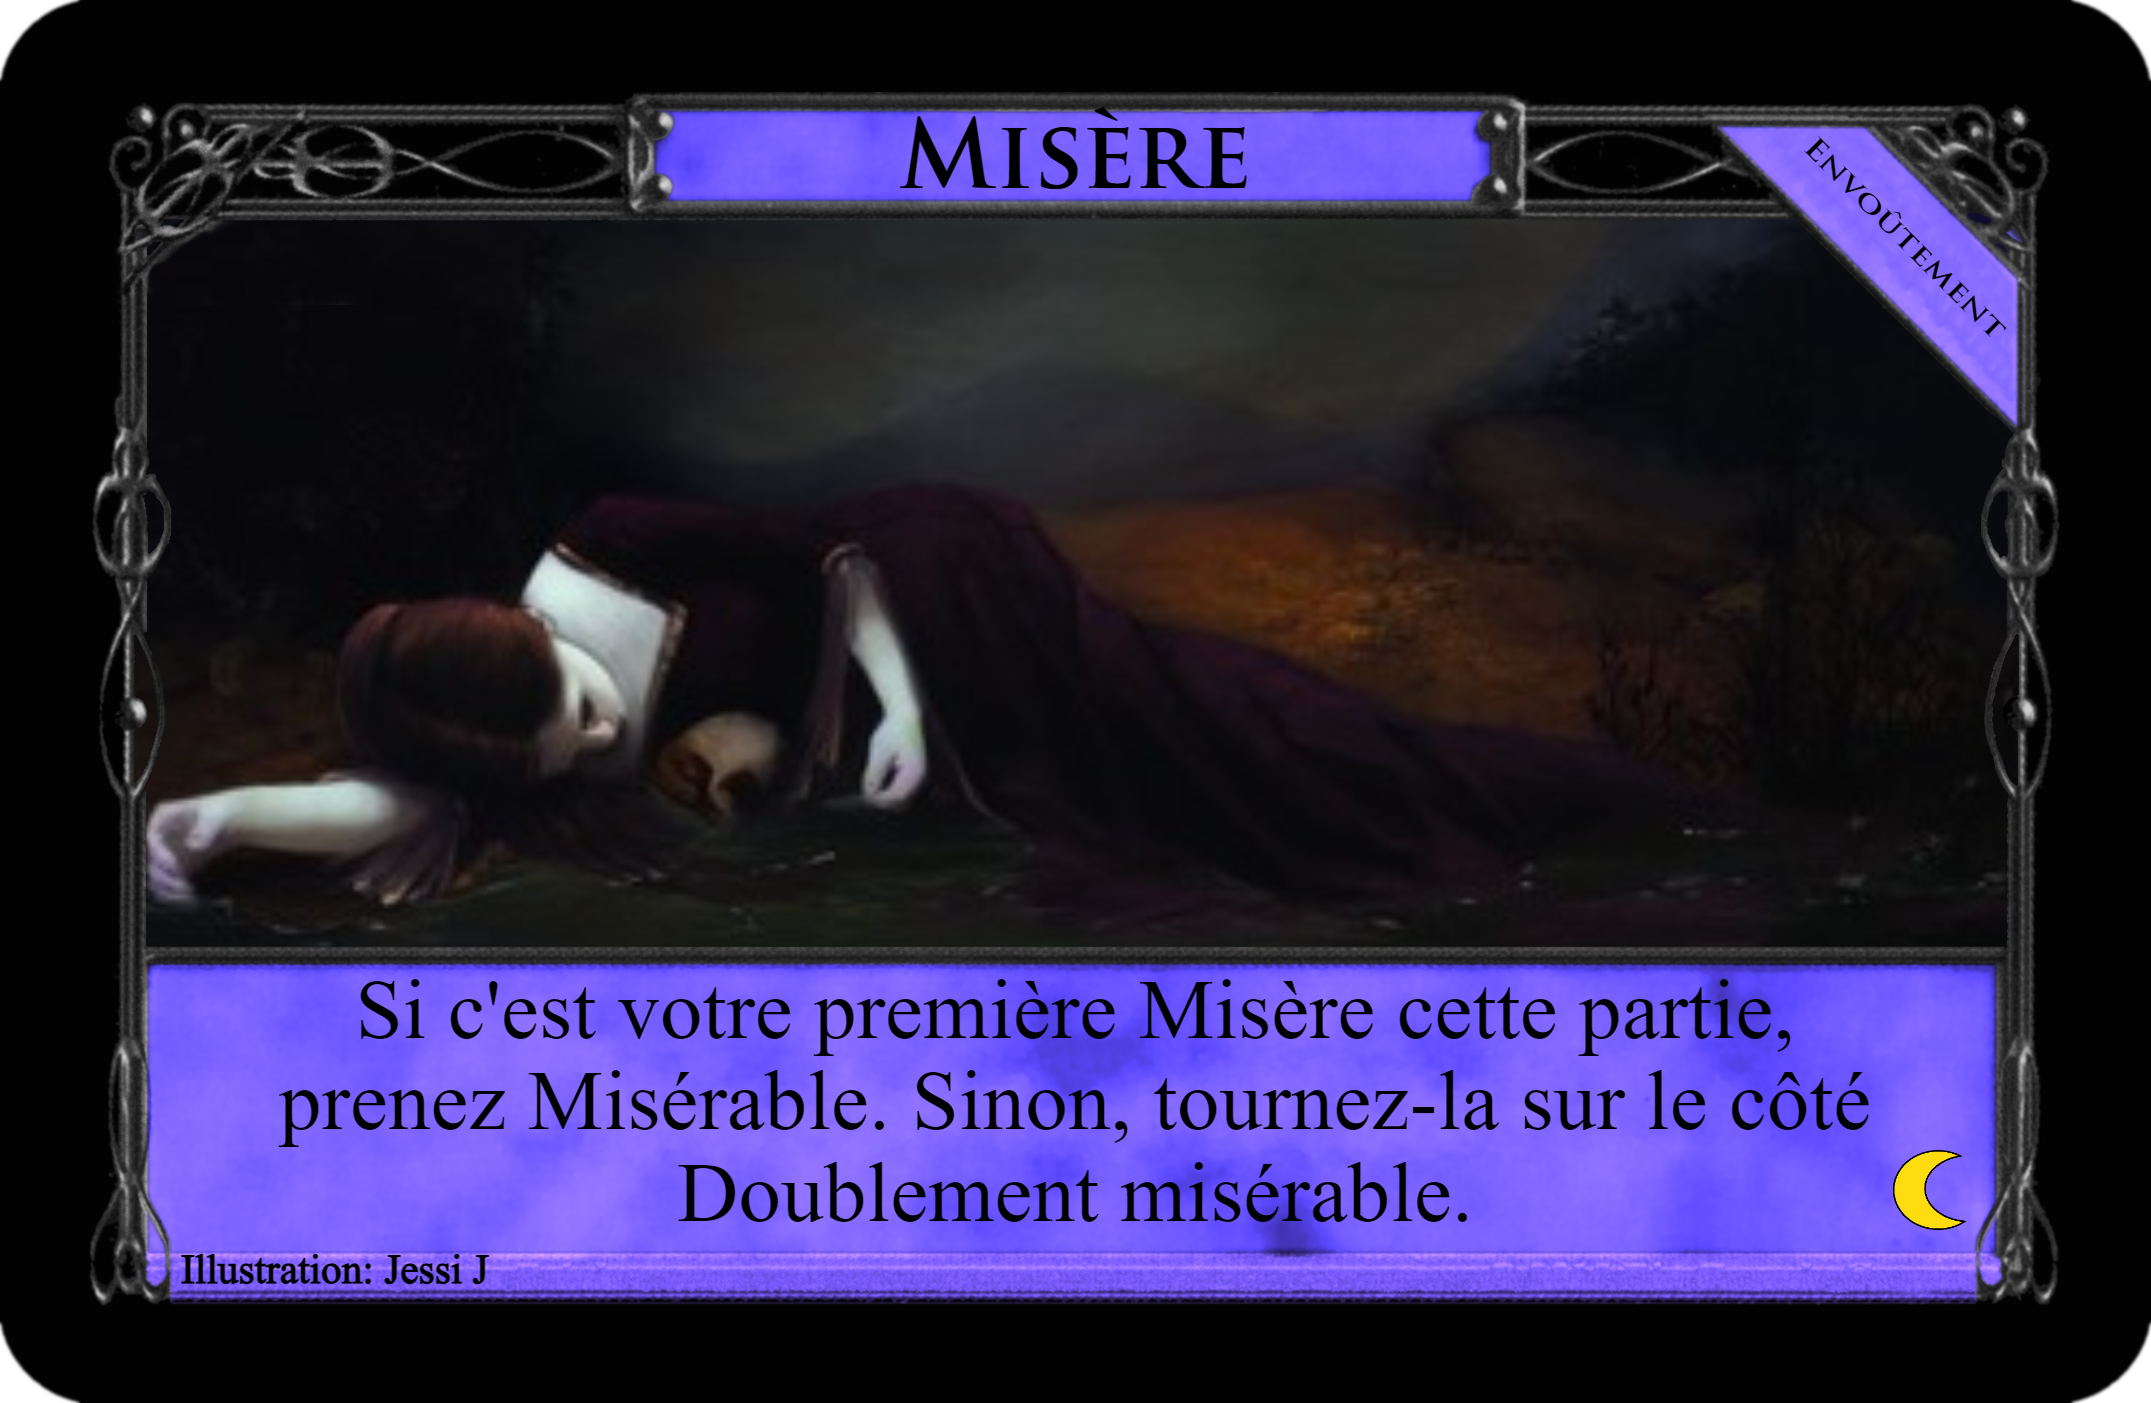 Misère
Envoûtement
Si c'est votre première Misère cette partie,
prenez Misérable. Sinon, tournez-la sur le côté
Doublement misérable.
Illustration: Jessi J